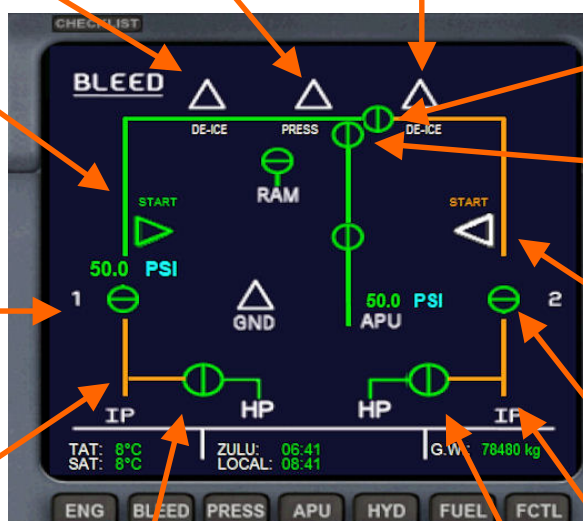 CHECKLIST
BLEED
DE-ICE PRESS DE-ICE
RAM
START START
50.0 PSI
1 2
50.0 PSI
GND APU
IP HP HP IP
TAT: 8°C ZULU: 06:41 G.W.: 78480 kg
SAT: 8°C LOCAL: 08:41
ENG BLEED PRESS APU HYD FUEL FCTL